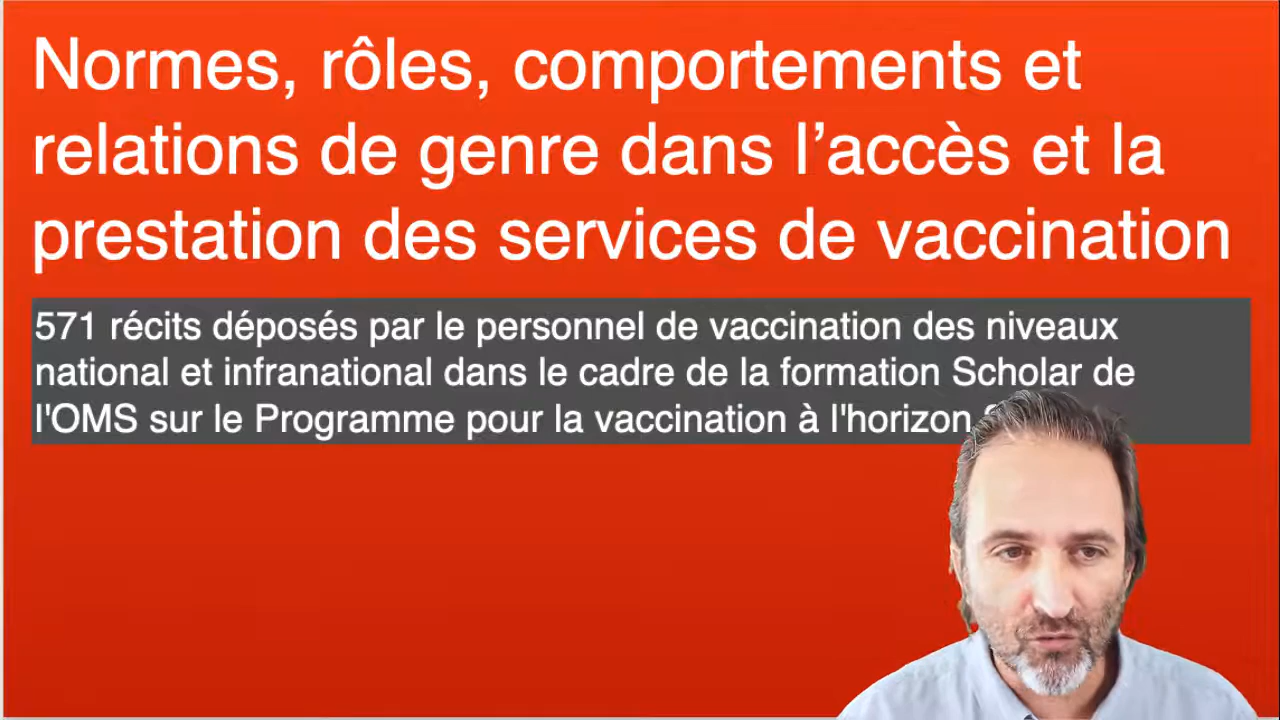 Normes, rôles, comportements et
relations de genre dans l’accès et la
prestation des services de vaccination
571 récits déposés par le personnel de vaccination des niveaux
national et infranational dans le cadre de la formation Scholar de
l'OMS sur le Programme pour la vaccination à l'horizon